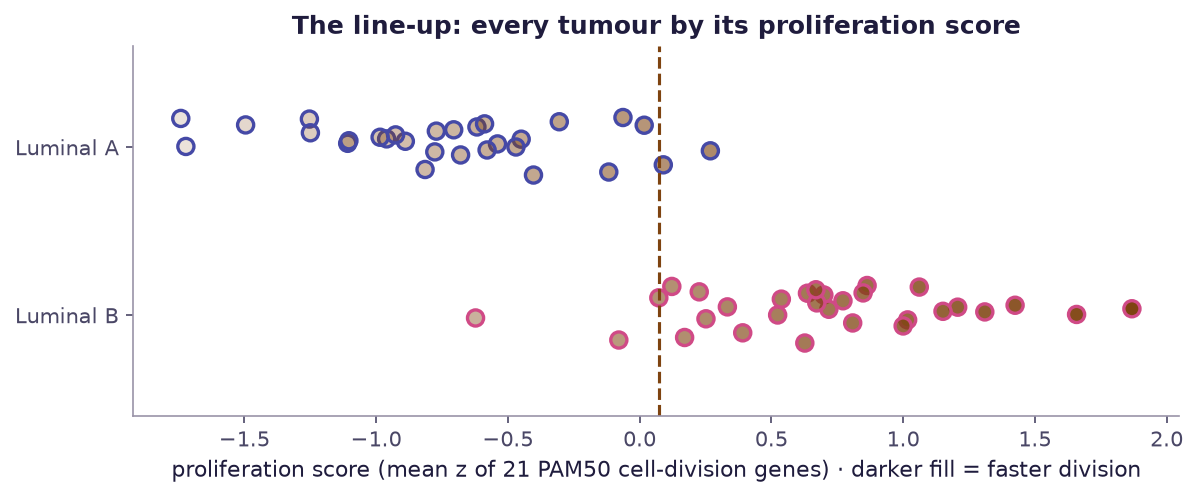 The line-up: every tumour by its proliferation score
Luminal A
Luminal B
−1.5 −1.0 −0.5 0.0 0.5 1.0 1.5 2.0
proliferation score (mean z of 21 PAM50 cell-division genes) · darker fill = faster division